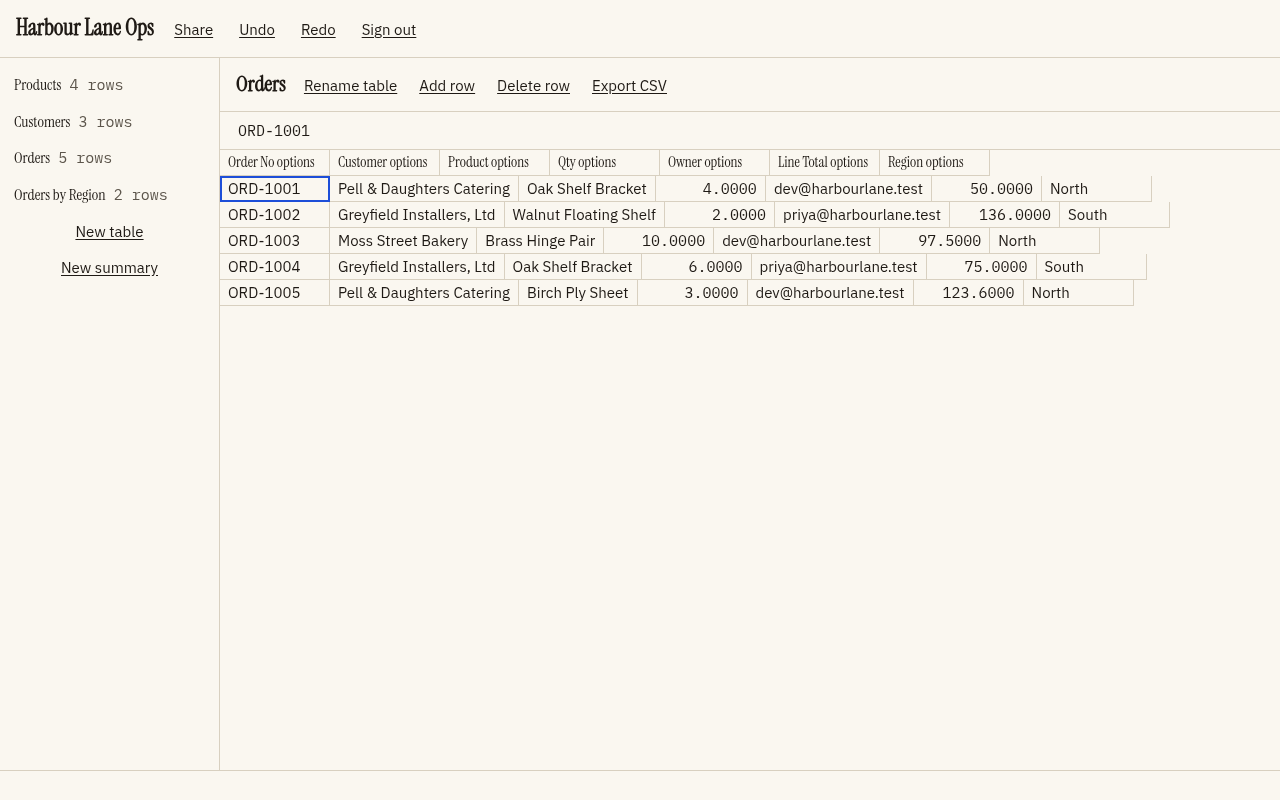 Harbour Lane Ops Share Undo Redo Sign out
Products 4 rows
Customers 3 rows
Orders 5 rows
Orders by Region 2 rows
New table
New summary
Orders Rename table Add row Delete row Export CSV
ORD-1001
Order No options Customer options Product options Qty options Owner options Line Total options Region options
ORD-1001 Pell & Daughters Catering Oak Shelf Bracket 4.0000 dev@harbourlane.test 50.0000 North
ORD-1002 Greyfield Installers, Ltd Walnut Floating Shelf 2.0000 priya@harbourlane.test 136.0000 South
ORD-1003 Moss Street Bakery Brass Hinge Pair 10.0000 dev@harbourlane.test 97.5000 North
ORD-1004 Greyfield Installers, Ltd Oak Shelf Bracket 6.0000 priya@harbourlane.test 75.0000 South
ORD-1005 Pell & Daughters Catering Birch Ply Sheet 3.0000 dev@harbourlane.test 123.6000 North